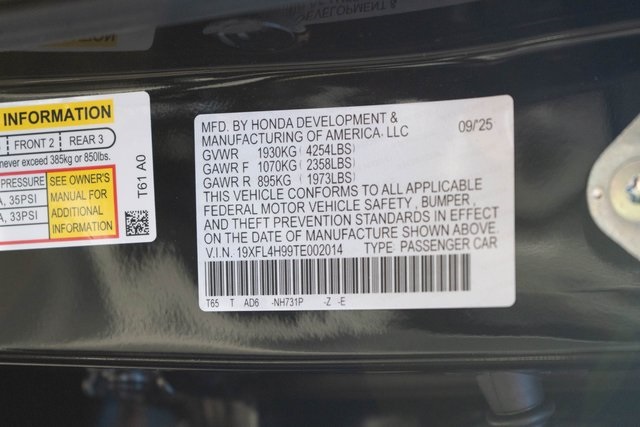 DEVELOPMENT &
INFORMATION
FRONT 2 REAR 3
never exceed 385kg or 850lbs.
PRESSURE SEE OWNER'S
35PSI MANUAL FOR
33PSI ADDITIONAL
INFORMATION
T61 A0
MFD. BY HONDA DEVELOPMENT &
MANUFACTURING OF AMERICA, LLC 09/'25
GVWR 1930KG 4254LBS
GAWR F 1070KG 2358LBS
GAWR R 895KG 1973LBS
THIS VEHICLE CONFORMS TO ALL APPLICABLE
FEDERAL MOTOR VEHICLE SAFETY , BUMPER ,
AND THEFT PREVENTION STANDARDS IN EFFECT
ON THE DATE OF MANUFACTURE SHOWN ABOVE.
V.I.N. 19XFL4H99TE002014 TYPE: PASSENGER CAR
T65 T AD6 -NH731P -Z -E